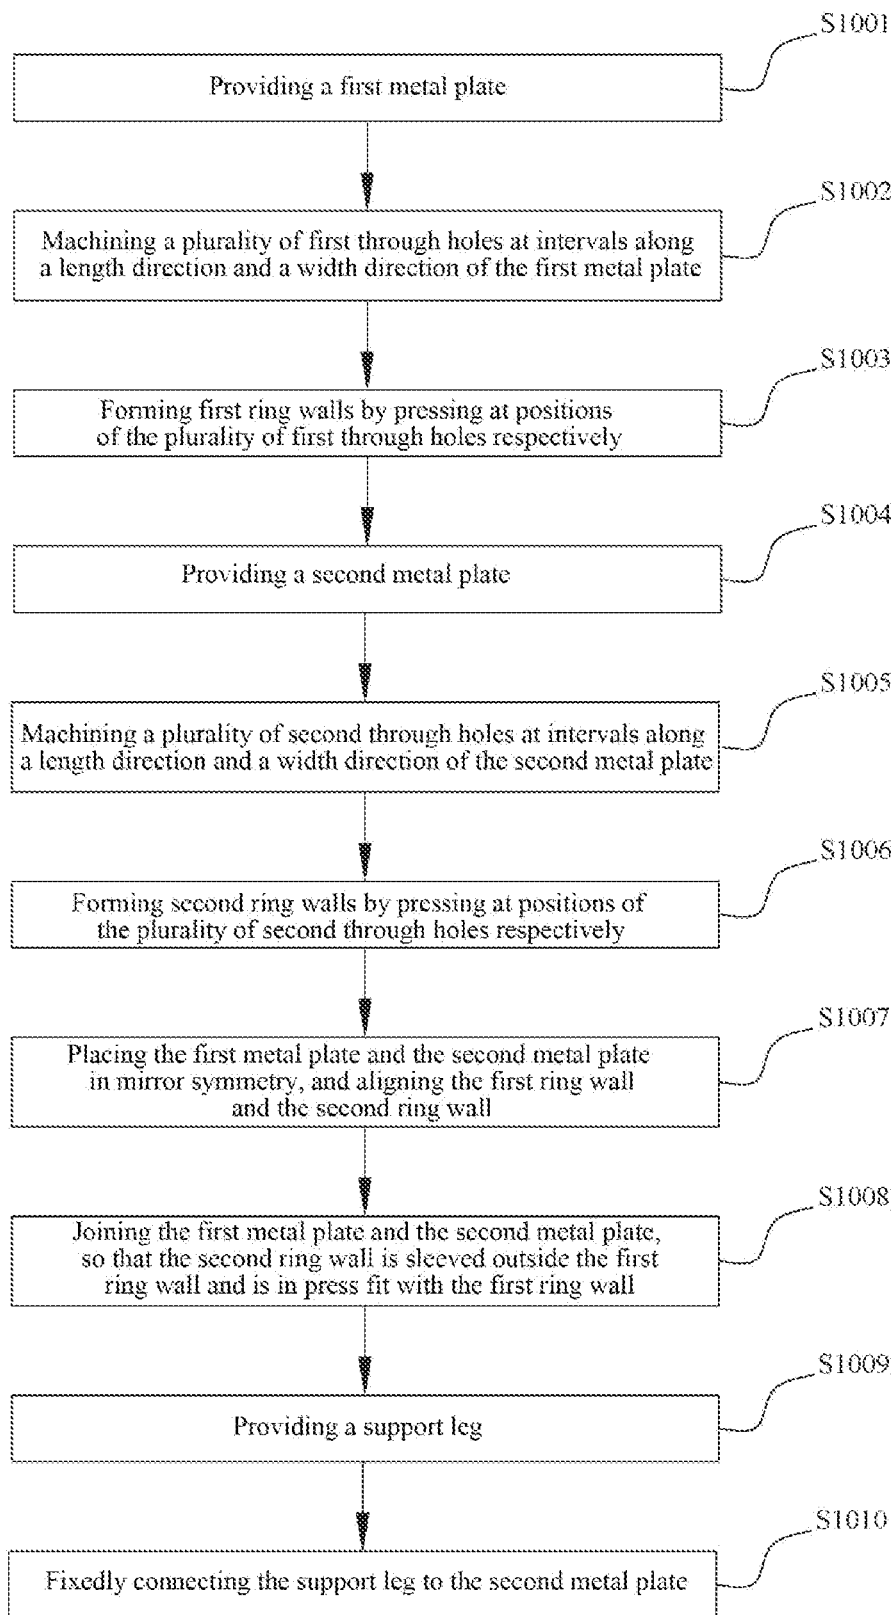 S1001
Providing a first metal plate
S1002
Machining a plurality of first through holes at intervals along
a length direction and a width direction of the first metal plate
S1003
Forming first ring walls by pressing at positions
of the plurality of first through holes respectively
S1004
Providing a second metal plate
S1005
Machining a plurality of second through holes at intervals along
a length direction and a width direction of the second metal plate
S1006
Forming second ring walls by pressing at positions of
the plurality of second through holes respectively
S1007
Placing the first metal plate and the second metal plate
in mirror symmetry, and aligning the first ring wall
and the second ring wall
S1008
Joining the first metal plate and the second metal plate,
so that the second ring wall is sleeved outside the first
ring wall and is in press fit with the first ring wall
S1009
Providing a support leg
S1010
Fixedly connecting the support leg to the second metal plate